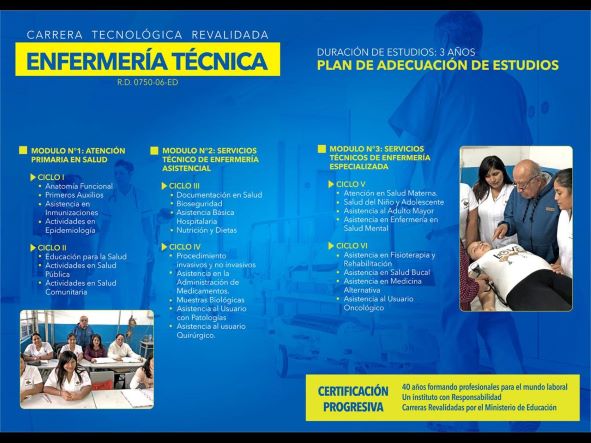 CARRERA TECNOLÓGICA REVALIDADA
ENFERMERÍA TÉCNICA
R.D. 0750-06-ED
DURACIÓN DE ESTUDIOS: 3 AÑOS
PLAN DE ADECUACIÓN DE ESTUDIOS
MODULO N°1: ATENCIÓN
PRIMARIA EN SALUD
CICLO I
• Anatomía Funcional
• Primeros Auxilios
• Asistencia en
Inmunizaciones
• Actividades en
Epidemiología
CICLO II
• Educación para la Salud
• Actividades en Salud
Pública
• Actividades en Salud
Comunitaria
MODULO N°2: SERVICIOS
TÉCNICO DE ENFERMERÍA
ASISTENCIAL
CICLO III
• Documentación en Salud
• Bioseguridad
• Asistencia Básica
Hospitalaria
• Nutrición y Dietas
CICLO IV
• Procedimiento
invasivos y no invasivos
• Asistencia en la
Administración de
Medicamentos.
• Muestras Biológicas
• Asistencia al Usuario
con Patologías
• Asistencia al usuario
Quirúrgico.
MODULO N°3: SERVICIOS
TÉCNICOS DE ENFERMERÍA
ESPECIALIZADA
CICLO V
• Atención en Salud Materna.
• Salud del Niño y Adolescente
• Asistencia al Adulto Mayor
• Asistencia en Enfermería en
Salud Mental
CICLO VI
• Asistencia en Fisioterapia y
Rehabilitación
• Asistencia en Salud Bucal
• Asistencia en Medicina
Alternativa
• Asistencia al Usuario
Oncológico
CERTIFICACIÓN
PROGRESIVA
40 años formando profesionales para el mundo laboral
Un instituto con Responsabilidad
Carreras Revalidadas por el Ministerio de Educación